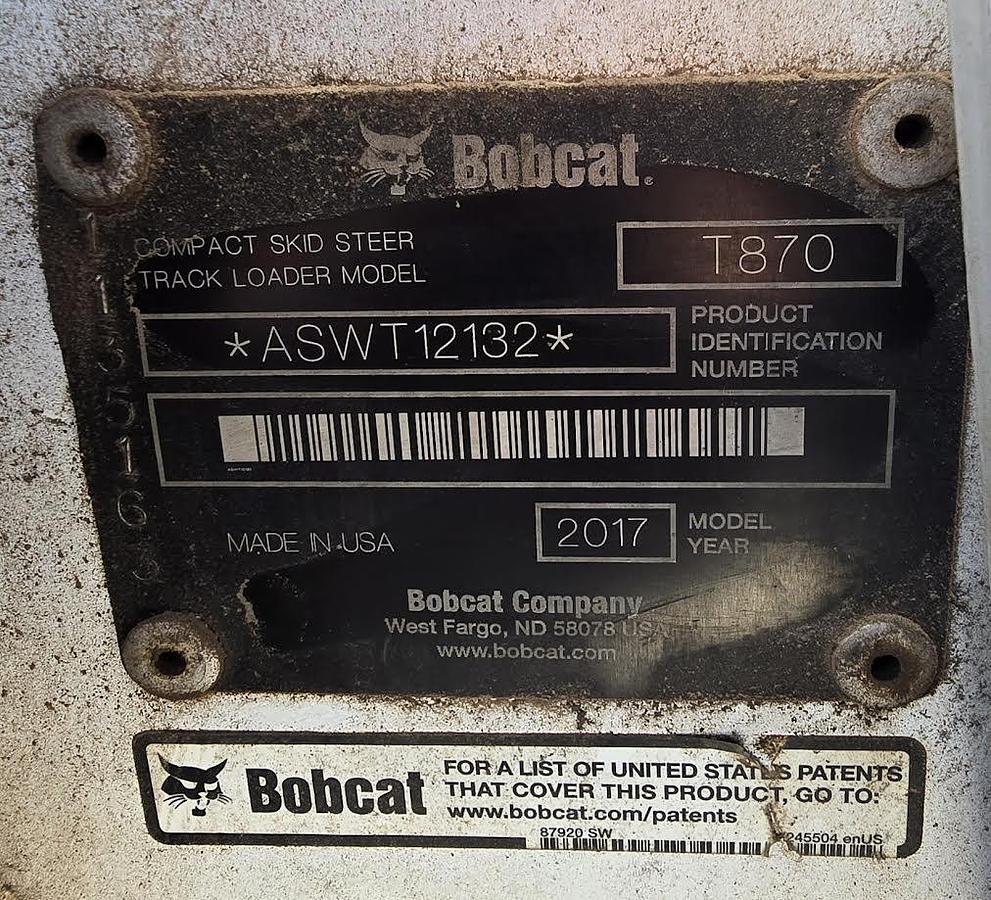 Bobcat®
COMPACT SKID STEER
TRACK LOADER MODEL
T870
*ASWT12132*
PRODUCT
IDENTIFICATION
NUMBER
MADE IN USA
2017
MODEL
YEAR
Bobcat Company
West Fargo, ND 58078 USA
www.bobcat.com
Bobcat
FOR A LIST OF UNITED STATES PATENTS
THAT COVER THIS PRODUCT, GO TO:
www.bobcat.com/patents
87920 SW
245504 enUS